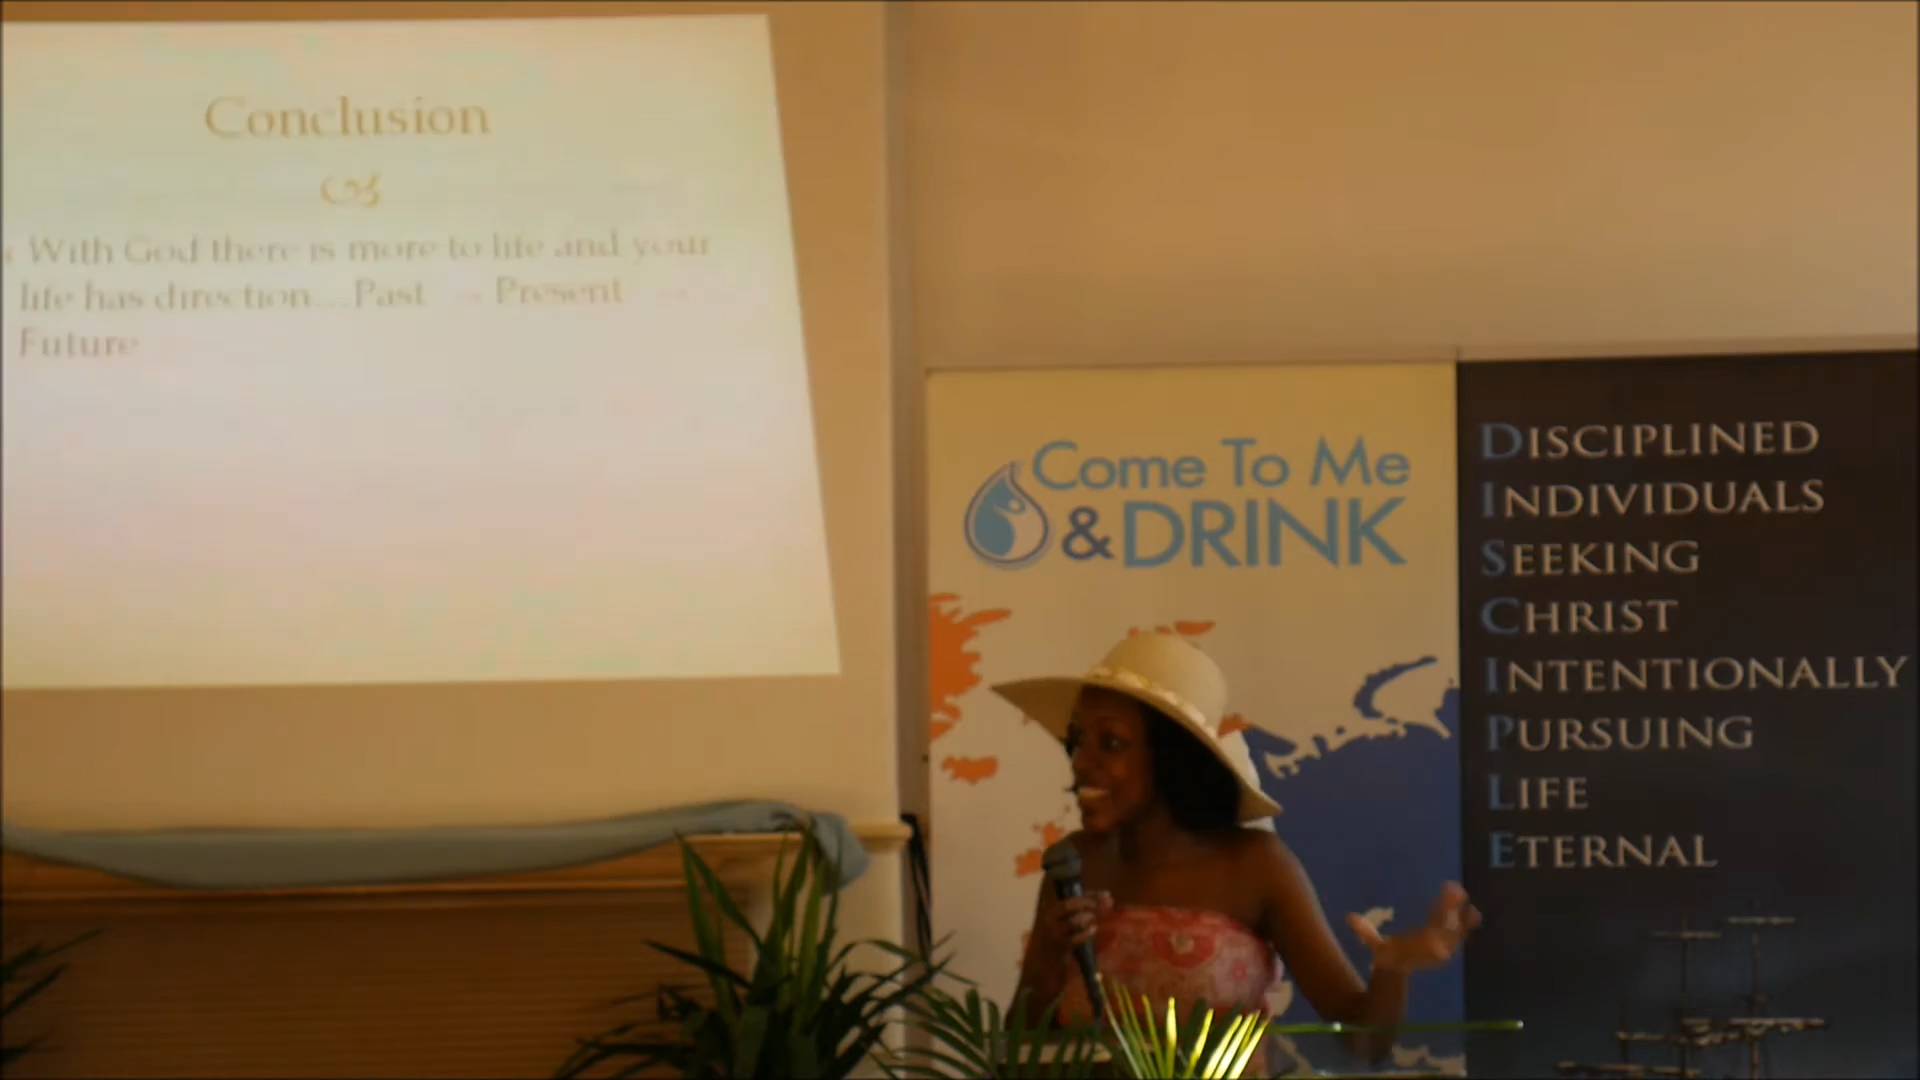 Conclusion
With God there is more to life and your
life has direction....Past → Present →
Future
Come To Me
& DRINK
DISCIPLINED
INDIVIDUALS
SEEKING
CHRIST
INTENTIONALLY
PURSUING
LIFE
ETERNAL